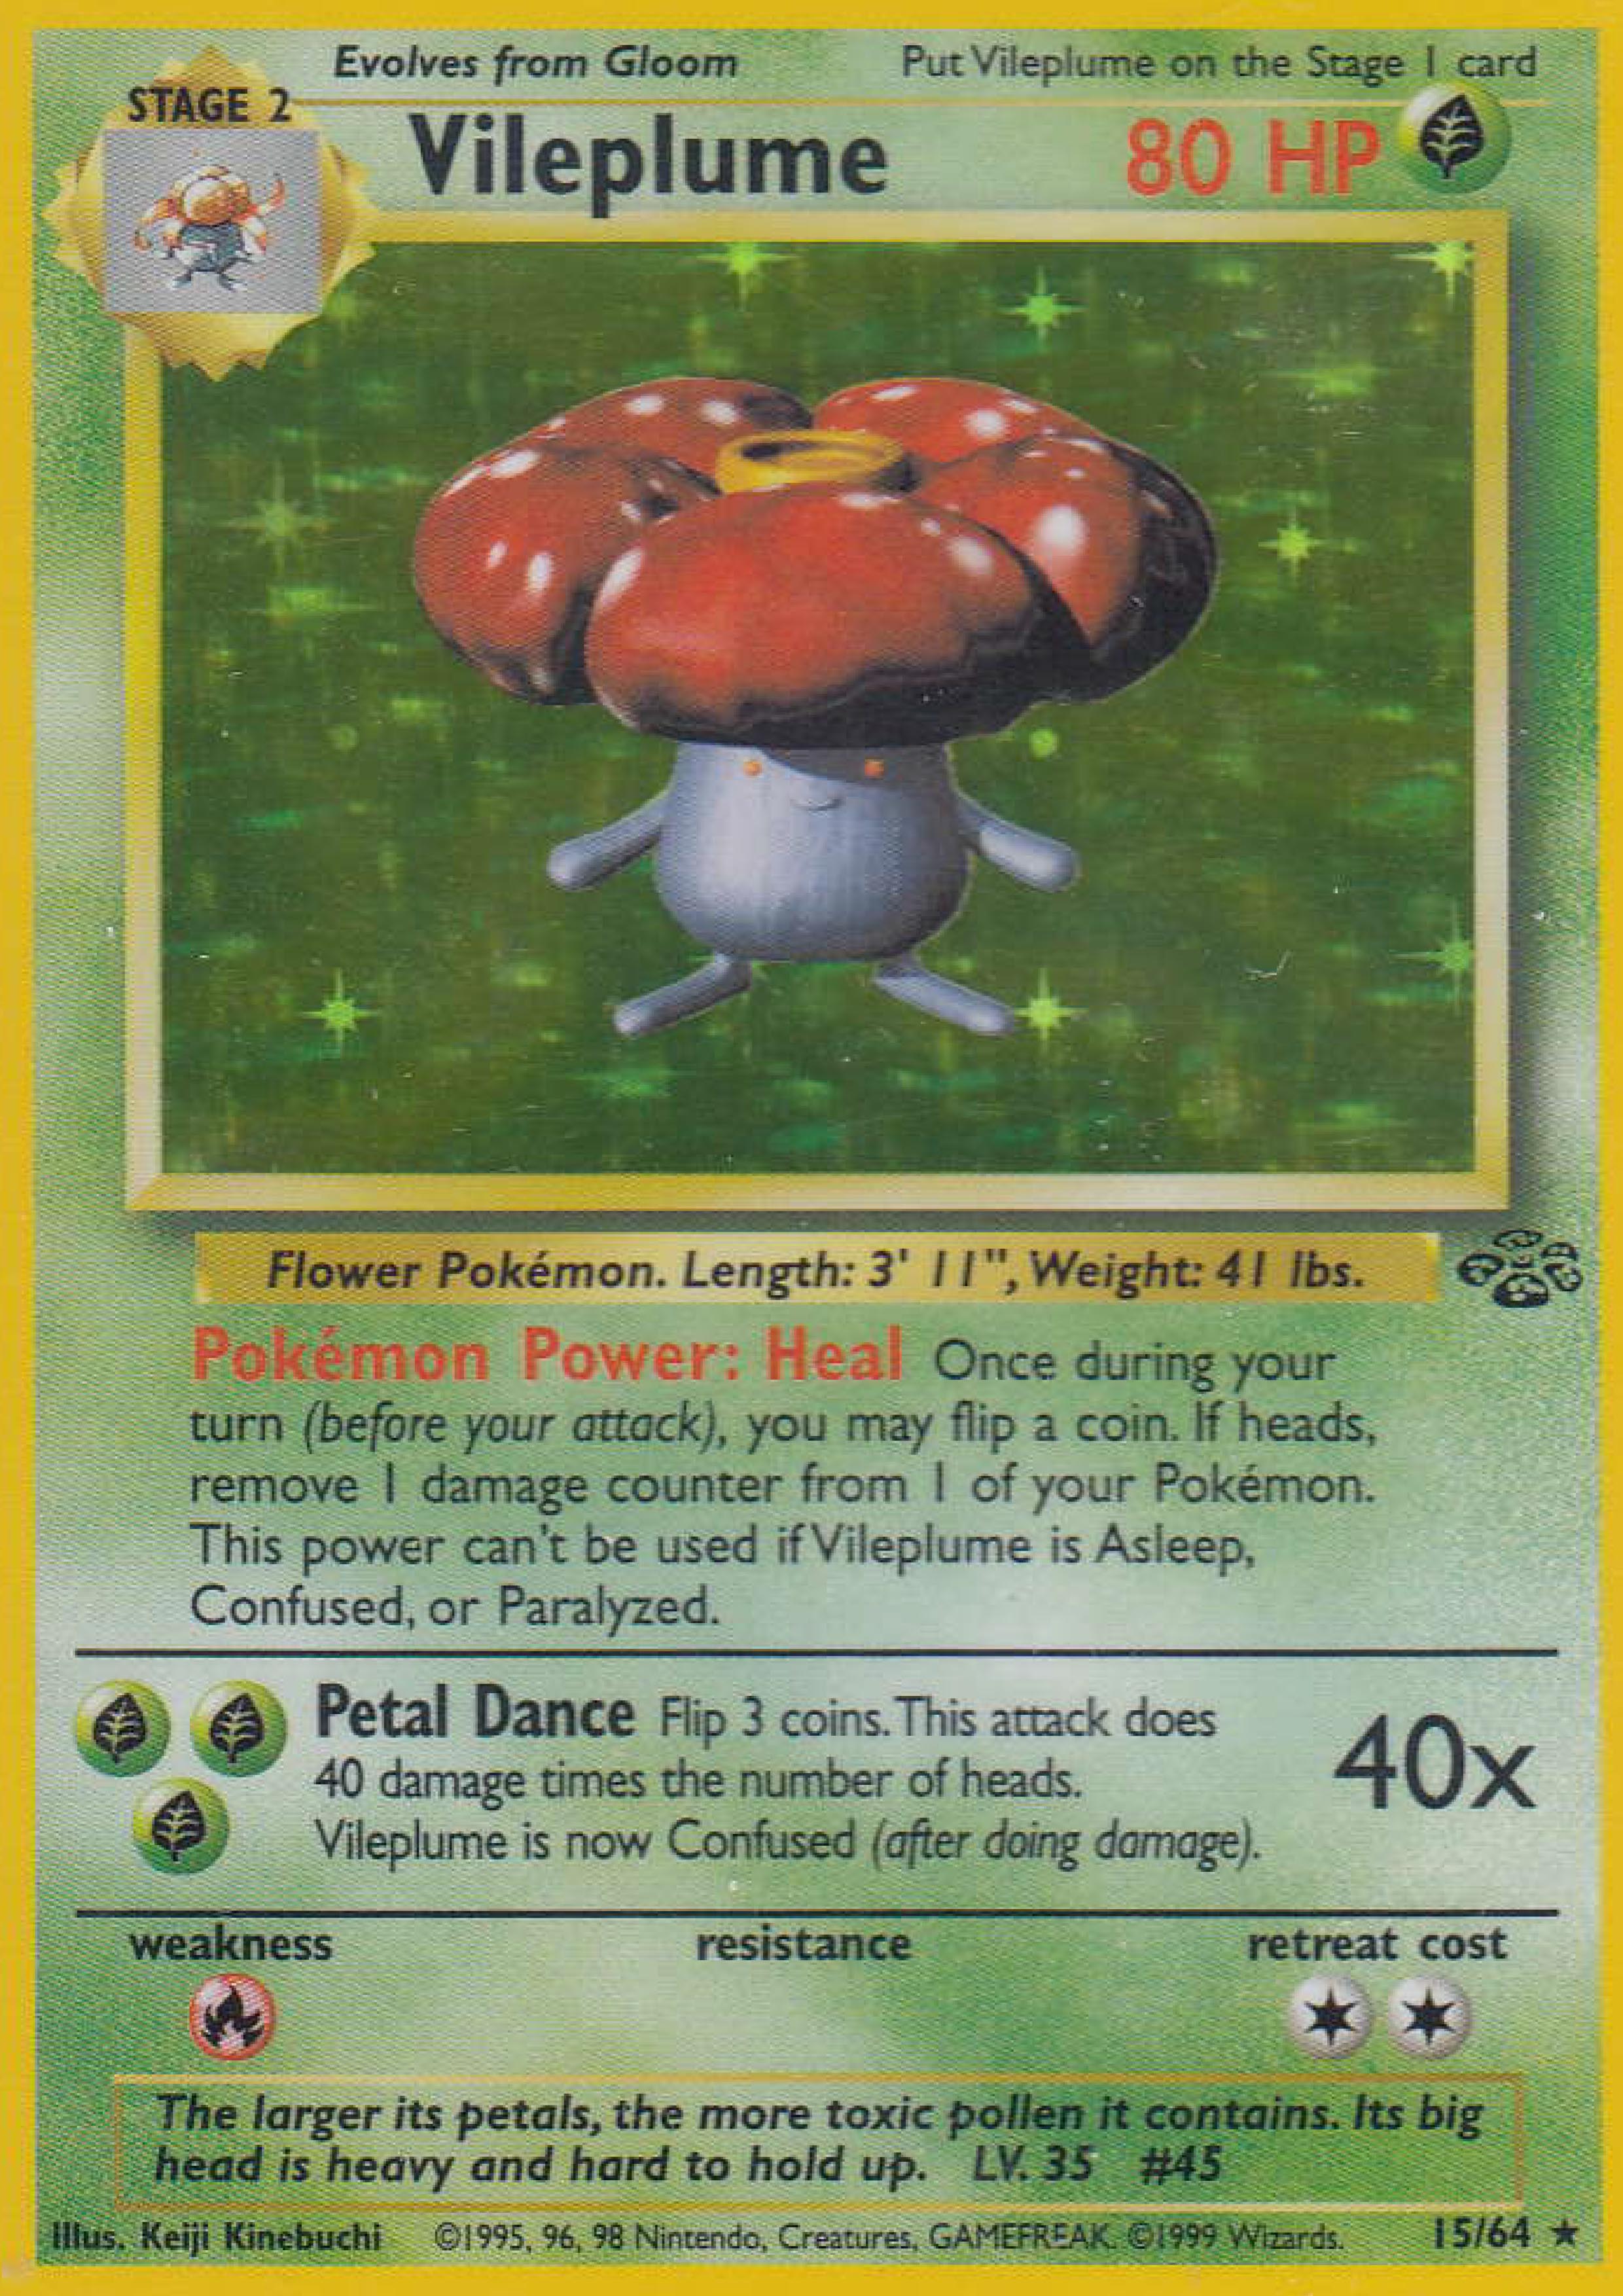 Evolves from Gloom Put Vileplume on the Stage 1 card
STAGE 2
Vileplume 80 HP
Flower Pokémon. Length: 3' 11", Weight: 41 lbs.
Pokémon Power: Heal Once during your
turn (before your attack), you may flip a coin. If heads,
remove 1 damage counter from 1 of your Pokémon.
This power can't be used if Vileplume is Asleep,
Confused, or Paralyzed.
Petal Dance Flip 3 coins. This attack does
40 damage times the number of heads.
Vileplume is now Confused (after doing damage).
40x
weakness resistance retreat cost
The larger its petals, the more toxic pollen it contains. Its big
head is heavy and hard to hold up. LV. 35 #45
Illus. Keiji Kinebuchi ©1995, 96, 98 Nintendo, Creatures, GAMEFREAK. ©1999 Wizards. 15/64 ★